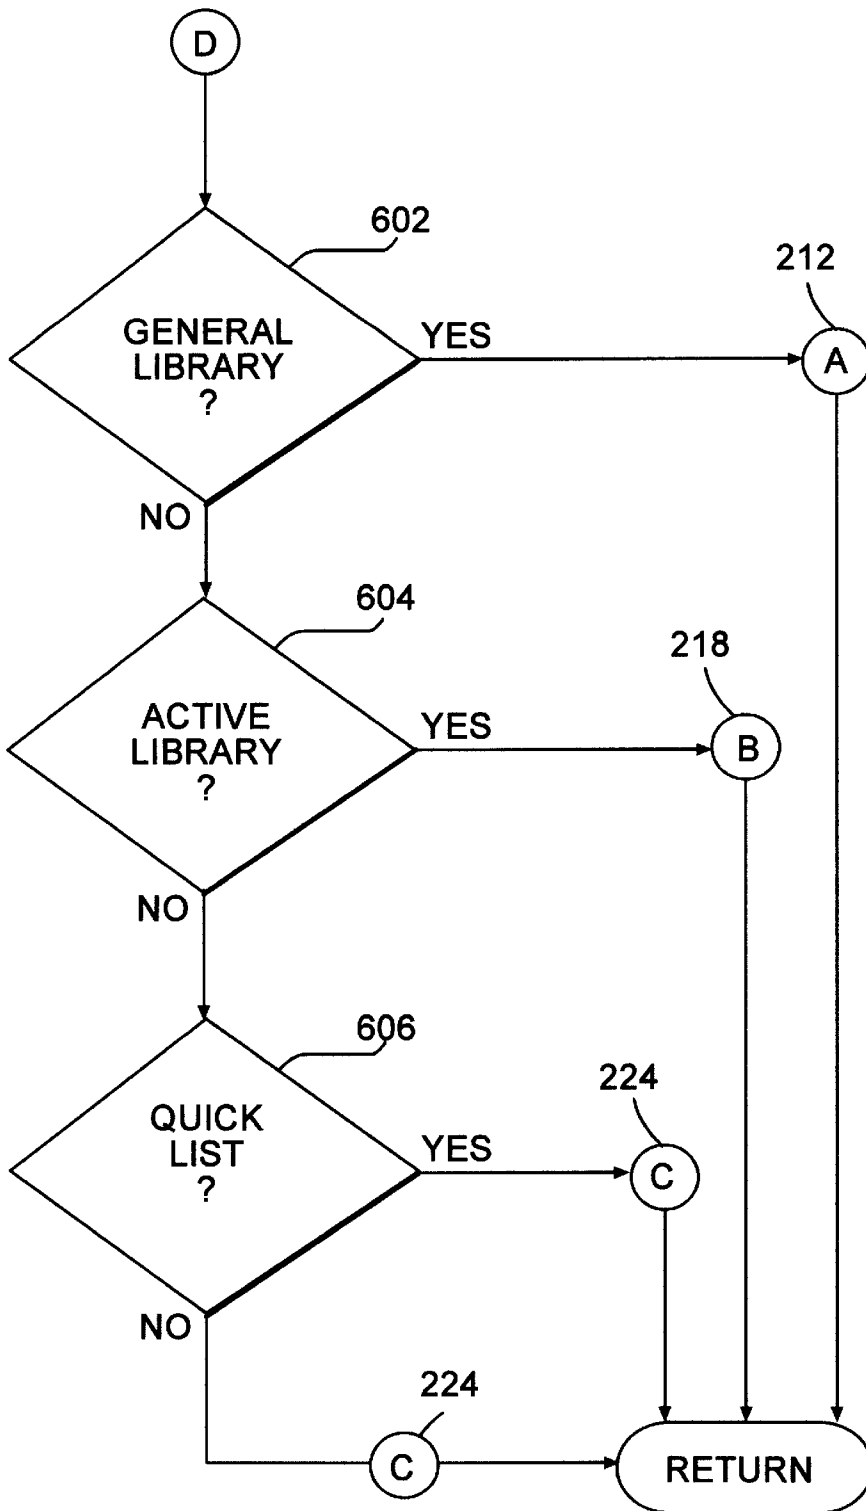 D
602
212
GENERAL
LIBRARY
?
YES
A
NO
604
218
ACTIVE
LIBRARY
?
YES
B
NO
606
224
QUICK
LIST
?
YES
C
NO
224
C
RETURN